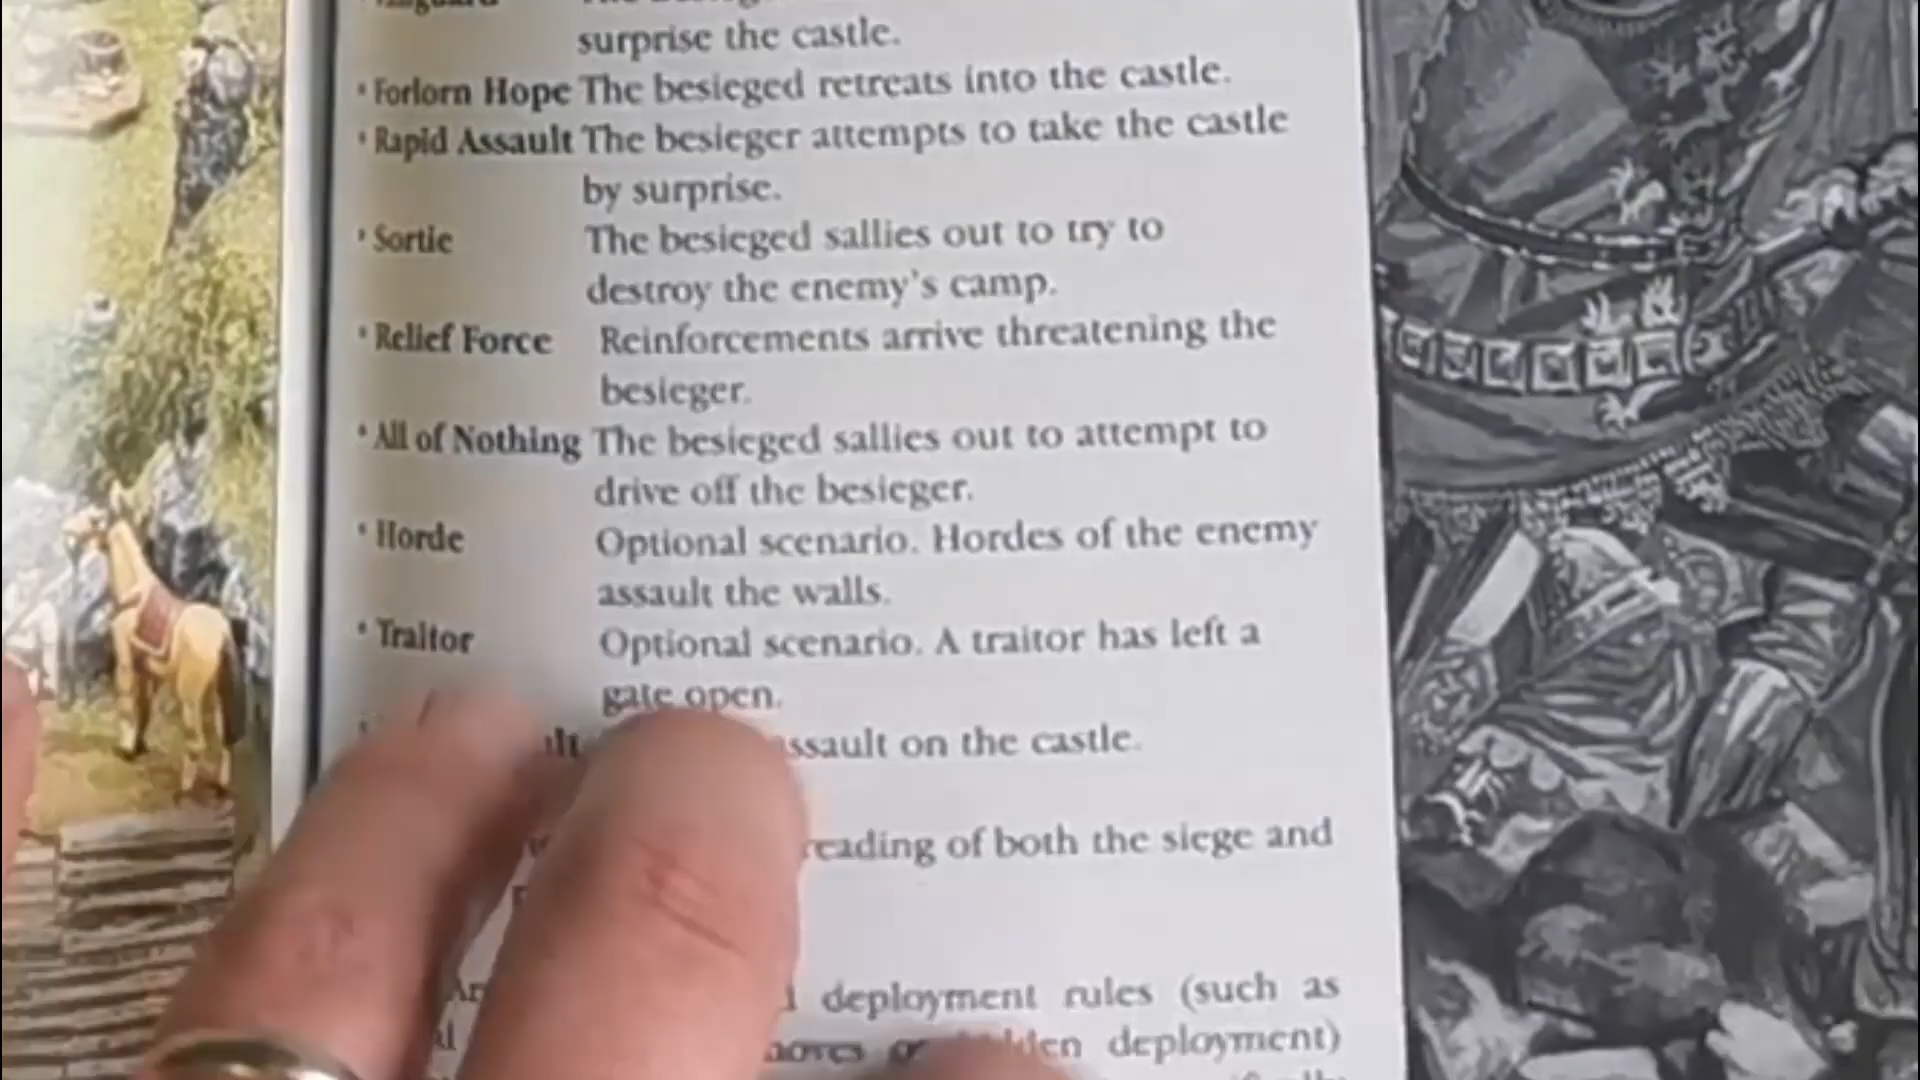 surprise the castle.
• Forlorn Hope The besieged retreats into the castle.
• Rapid Assault The besieger attempts to take the castle
by surprise.
• Sortie The besieged sallies out to try to
destroy the enemy's camp.
• Relief Force Reinforcements arrive threatening the
besieger.
• All of Nothing The besieged sallies out to attempt to
drive off the besieger.
• Horde Optional scenario. Hordes of the enemy
assault the walls.
• Traitor Optional scenario. A traitor has left a
gate open.
on the castle.
of both the siege and
deployment rules (such as
deployment)